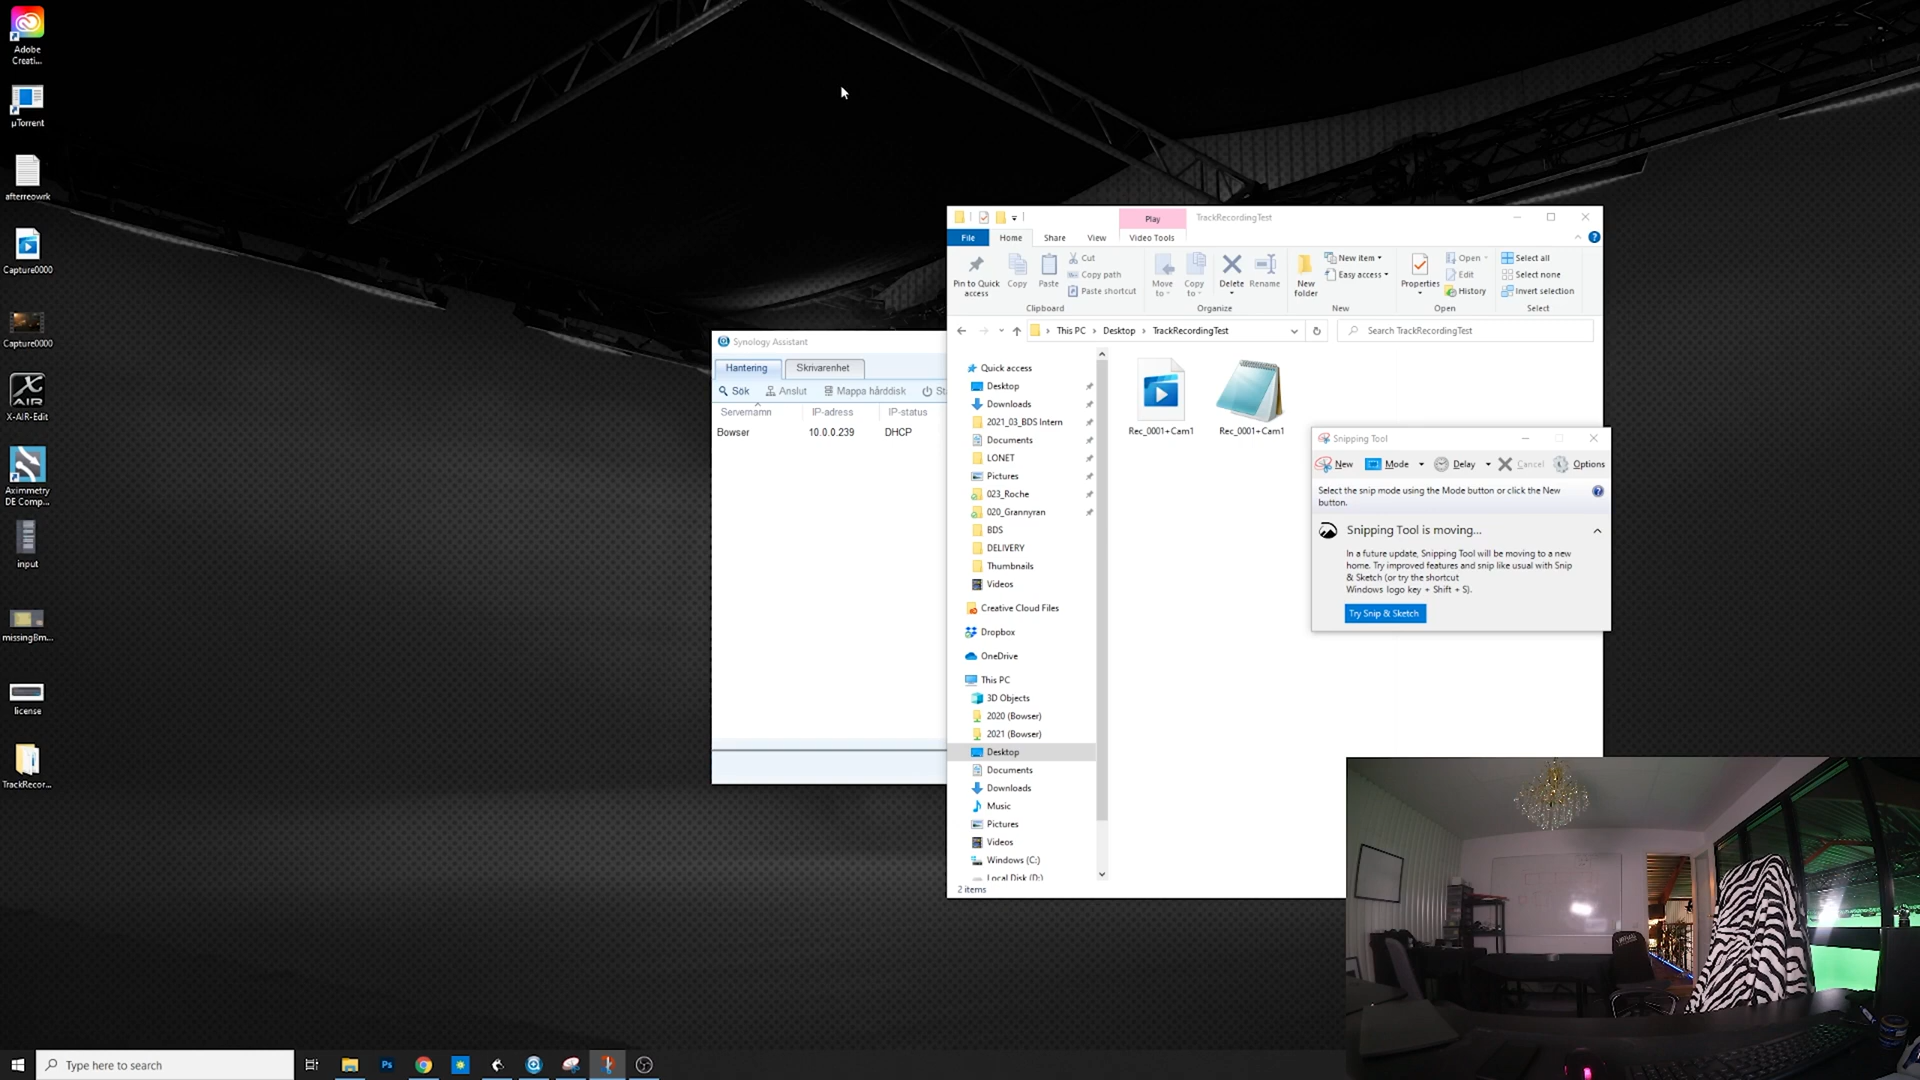 Adobe
Creati...
µTorrent
afterreowrk
Capture0000
Capture0000
X-AIR-Edit
Aximmetry
DE Comp...
input
missingBm...
license
TrackRecor...
Synology Assistant
Hantering
Skrivarenhet
Sök
Anslut
Mappa hårddisk
St
Servernamn
IP-adress
IP-status
Bowser
10.0.0.239
DHCP
Play
TrackRecordingTest
File
Home
Share
View
Video Tools
Pin to Quick
access
Copy
Paste
Cut
Copy path
Paste shortcut
Clipboard
Move
to
Copy
to
Delete
Rename
Organize
New
folder
New item
Easy access
New
Properties
Open
Edit
History
Open
Select all
Select none
Invert selection
Select
This PC
Desktop
TrackRecordingTest
Search TrackRecordingTest
Quick access
Desktop
Downloads
2021_03_BDS Intern
Documents
LONET
Pictures
023_Roche
020_Grannyran
BDS
DELIVERY
Thumbnails
Videos
Creative Cloud Files
Dropbox
OneDrive
This PC
3D Objects
2020 (Bowser)
2021 (Bowser)
Desktop
Documents
Downloads
Music
Pictures
Videos
Windows (C:)
Local Disk (D:)
2 items
Rec_0001+Cam1
Rec_0001+Cam1
Snipping Tool
New
Mode
Delay
Cancel
Options
Select the snip mode using the Mode button or click the New
button.
Snipping Tool is moving...
In a future update, Snipping Tool will be moving to a new
home. Try improved features and snip like usual with Snip
& Sketch (or try the shortcut
Windows logo key + Shift + S).
Try Snip & Sketch
Type here to search
Ps